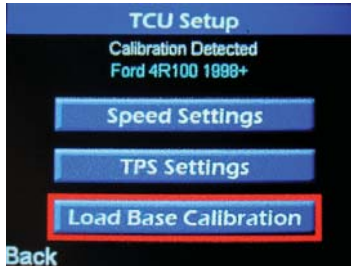 TCU Setup
Calibration Detected
Ford 4R100 1998+
Speed Settings
TPS Settings
Load Base Calibration
Back